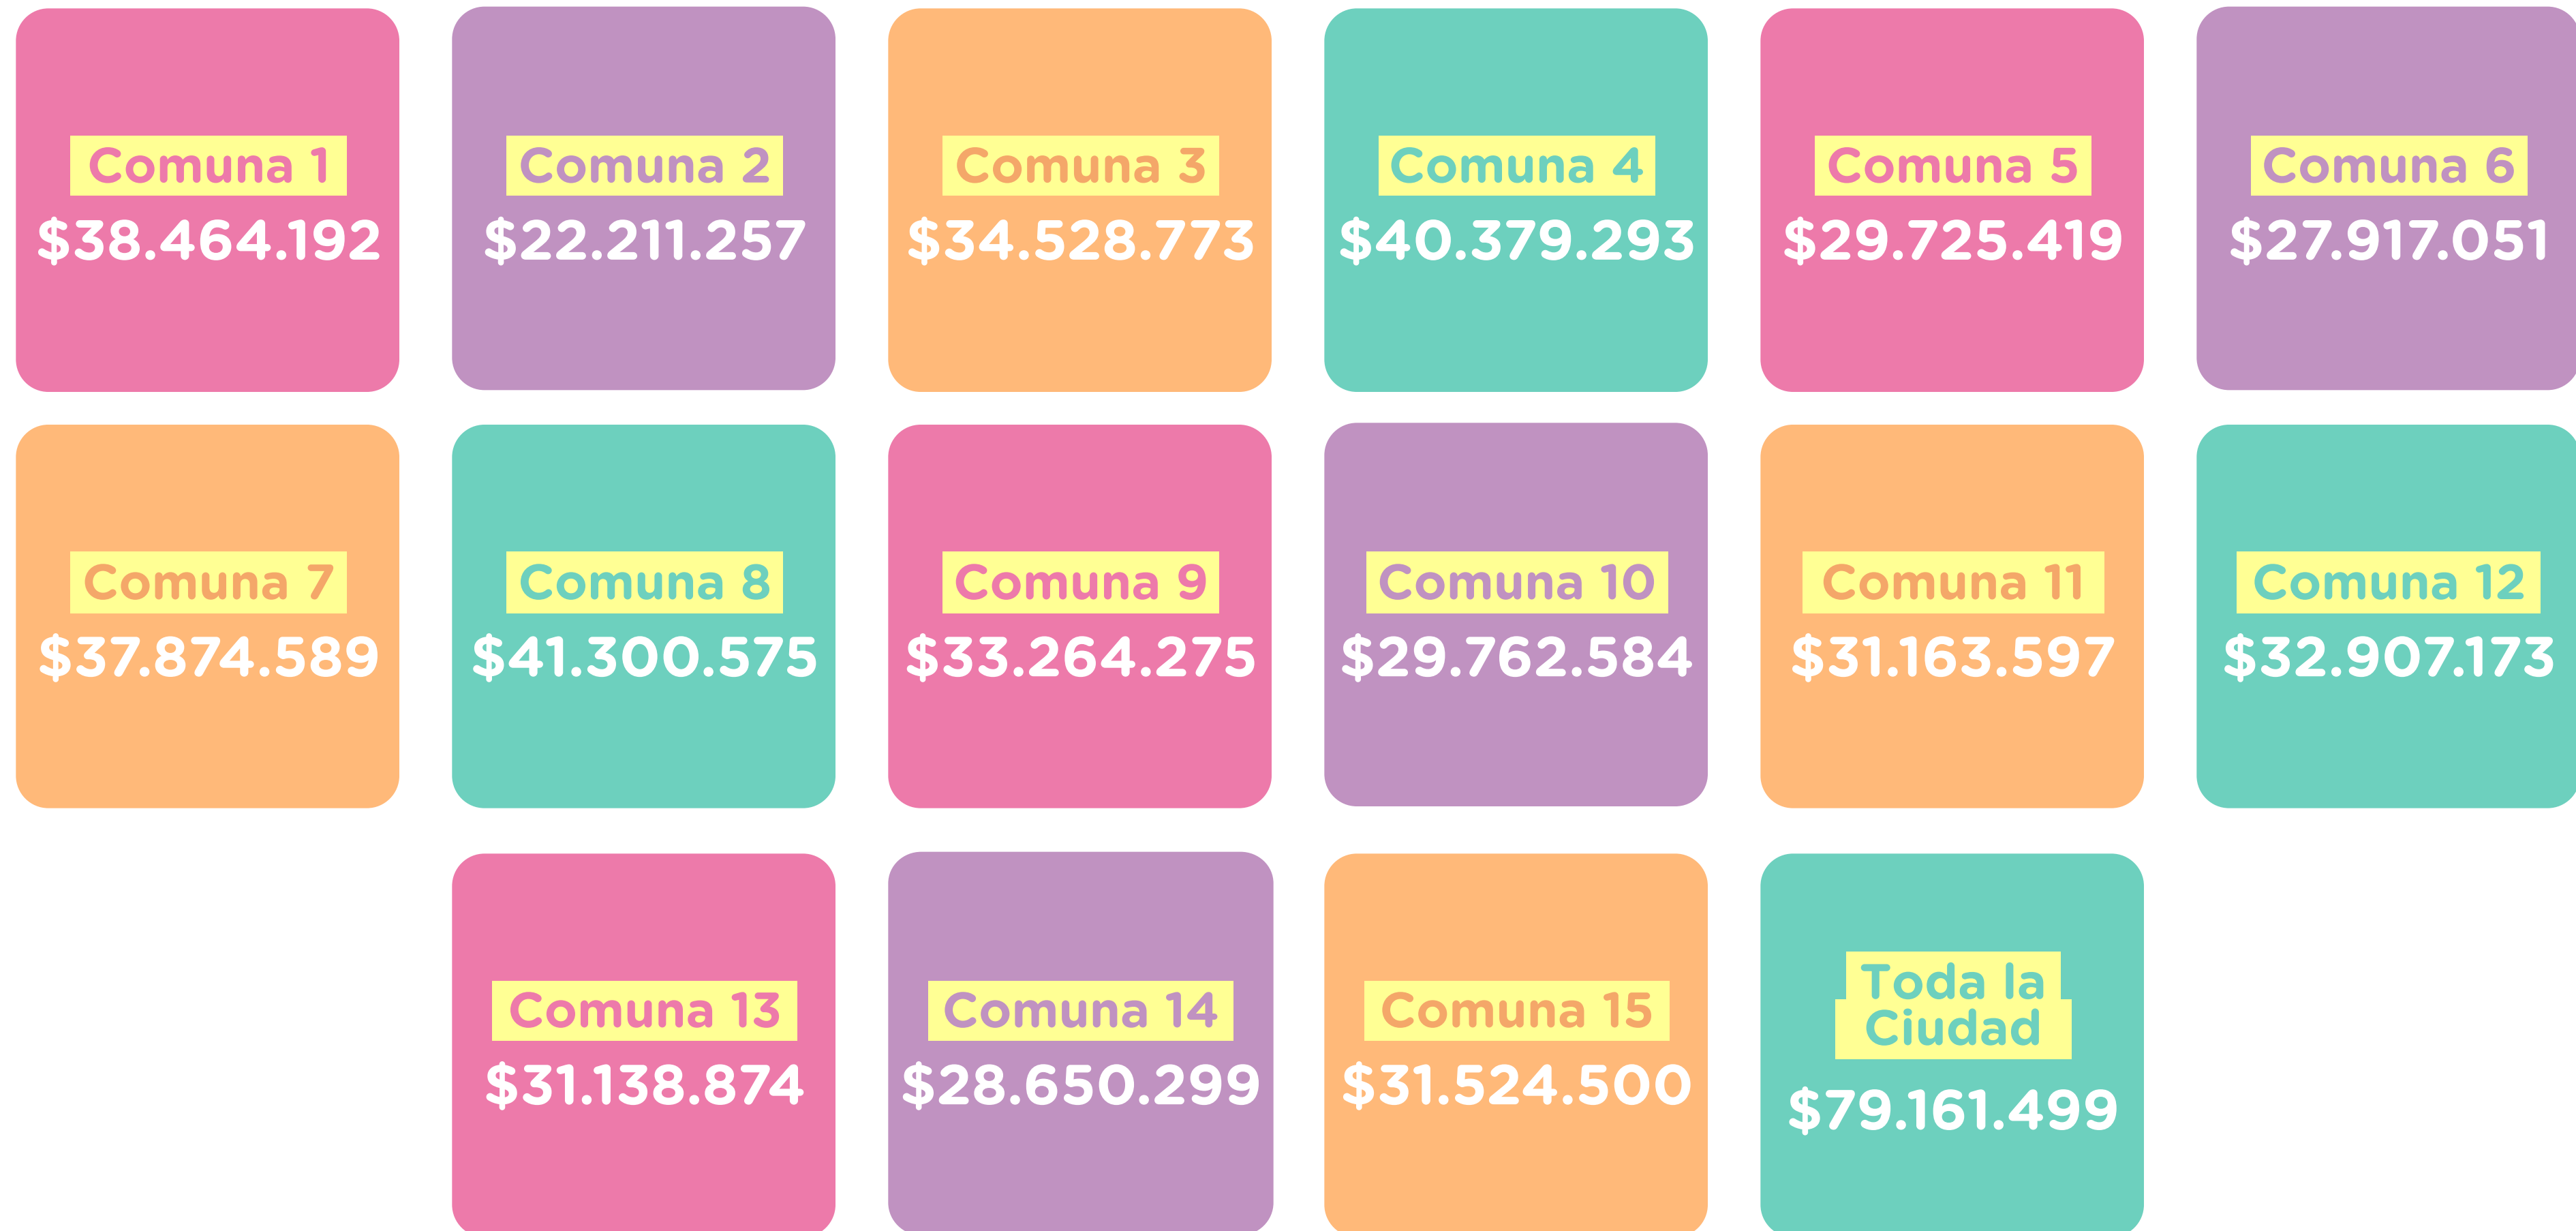 Comuna 1
$38.464.192
Comuna 2
$22.211.257
Comuna 3
$34.528.773
Comuna 4
$40.379.293
Comuna 5
$29.725.419
Comuna 6
$27.917.051
Comuna 7
$37.874.589
Comuna 8
$41.300.575
Comuna 9
$33.264.275
Comuna 10
$29.762.584
Comuna 11
$31.163.597
Comuna 12
$32.907.173
Comuna 13
$31.138.874
Comuna 14
$28.650.299
Comuna 15
$31.524.500
Toda la
Ciudad
$79.161.499